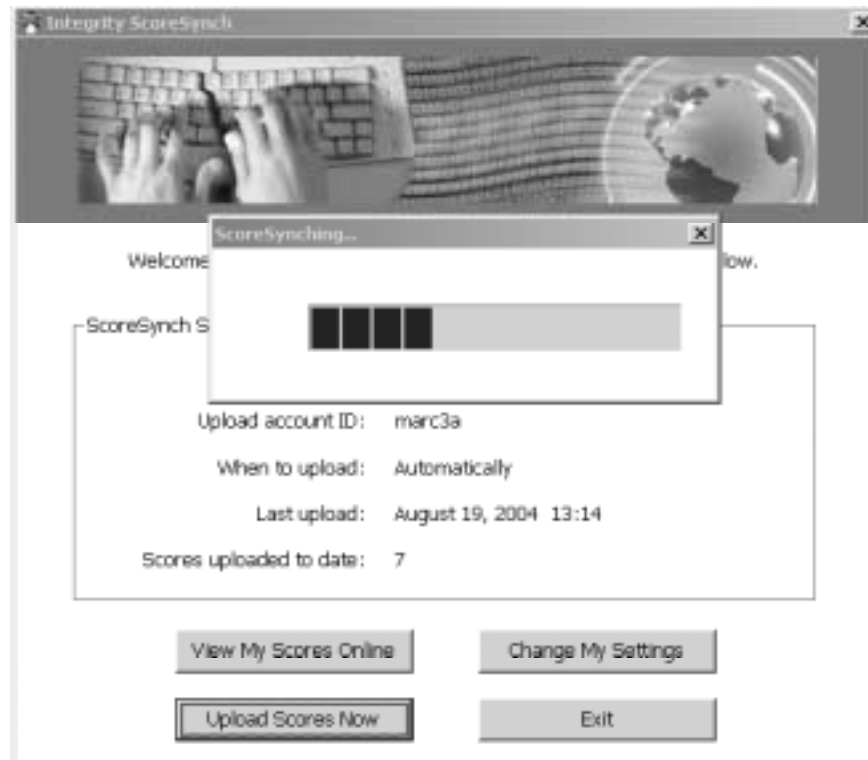 Integrity ScoreSynch
ScoreSynching...
Welcome low.
ScoreSynch S
Upload account ID: marc3a
When to upload: Automatically
Last upload: August 19, 2004 13:14
Scores uploaded to date: 7
View My Scores Online Change My Settings
Upload Scores Now Exit